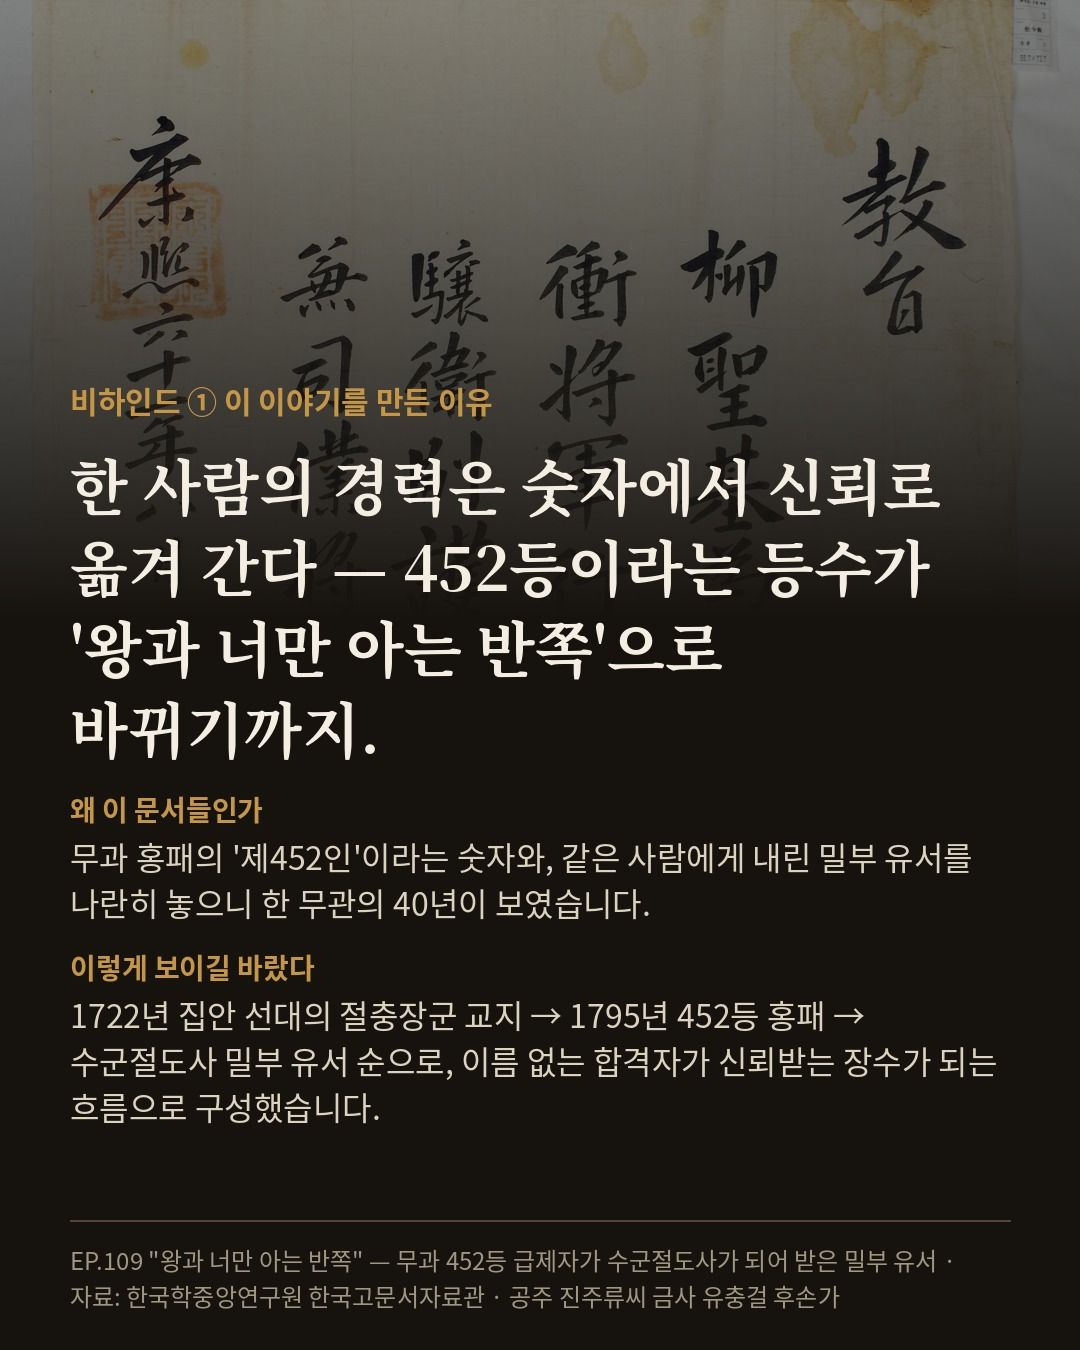 教旨
柳聖基爲
衝將軍行
驤衛副護
兼司僕將
康熙六十一年六
비하인드 ① 이 이야기를 만든 이유
한 사람의 경력은 숫자에서 신뢰로
옮겨 간다 — 452등이라는 등수가
'왕과 너만 아는 반쪽'으로
바뀌기까지.
왜 이 문서들인가
무과 홍패의 '제452인'이라는 숫자와, 같은 사람에게 내린 밀부 유서를
나란히 놓으니 한 무관의 40년이 보였습니다.
이렇게 보이길 바랐다
1722년 집안 선대의 절충장군 교지 → 1795년 452등 홍패 →
수군절도사 밀부 유서 순으로, 이름 없는 합격자가 신뢰받는 장수가 되는
흐름으로 구성했습니다.
EP.109 "왕과 너만 아는 반쪽" — 무과 452등 급제자가 수군절도사가 되어 받은 밀부 유서 ·
자료: 한국학중앙연구원 한국고문서자료관 · 공주 진주류씨 금사 유충걸 후손가